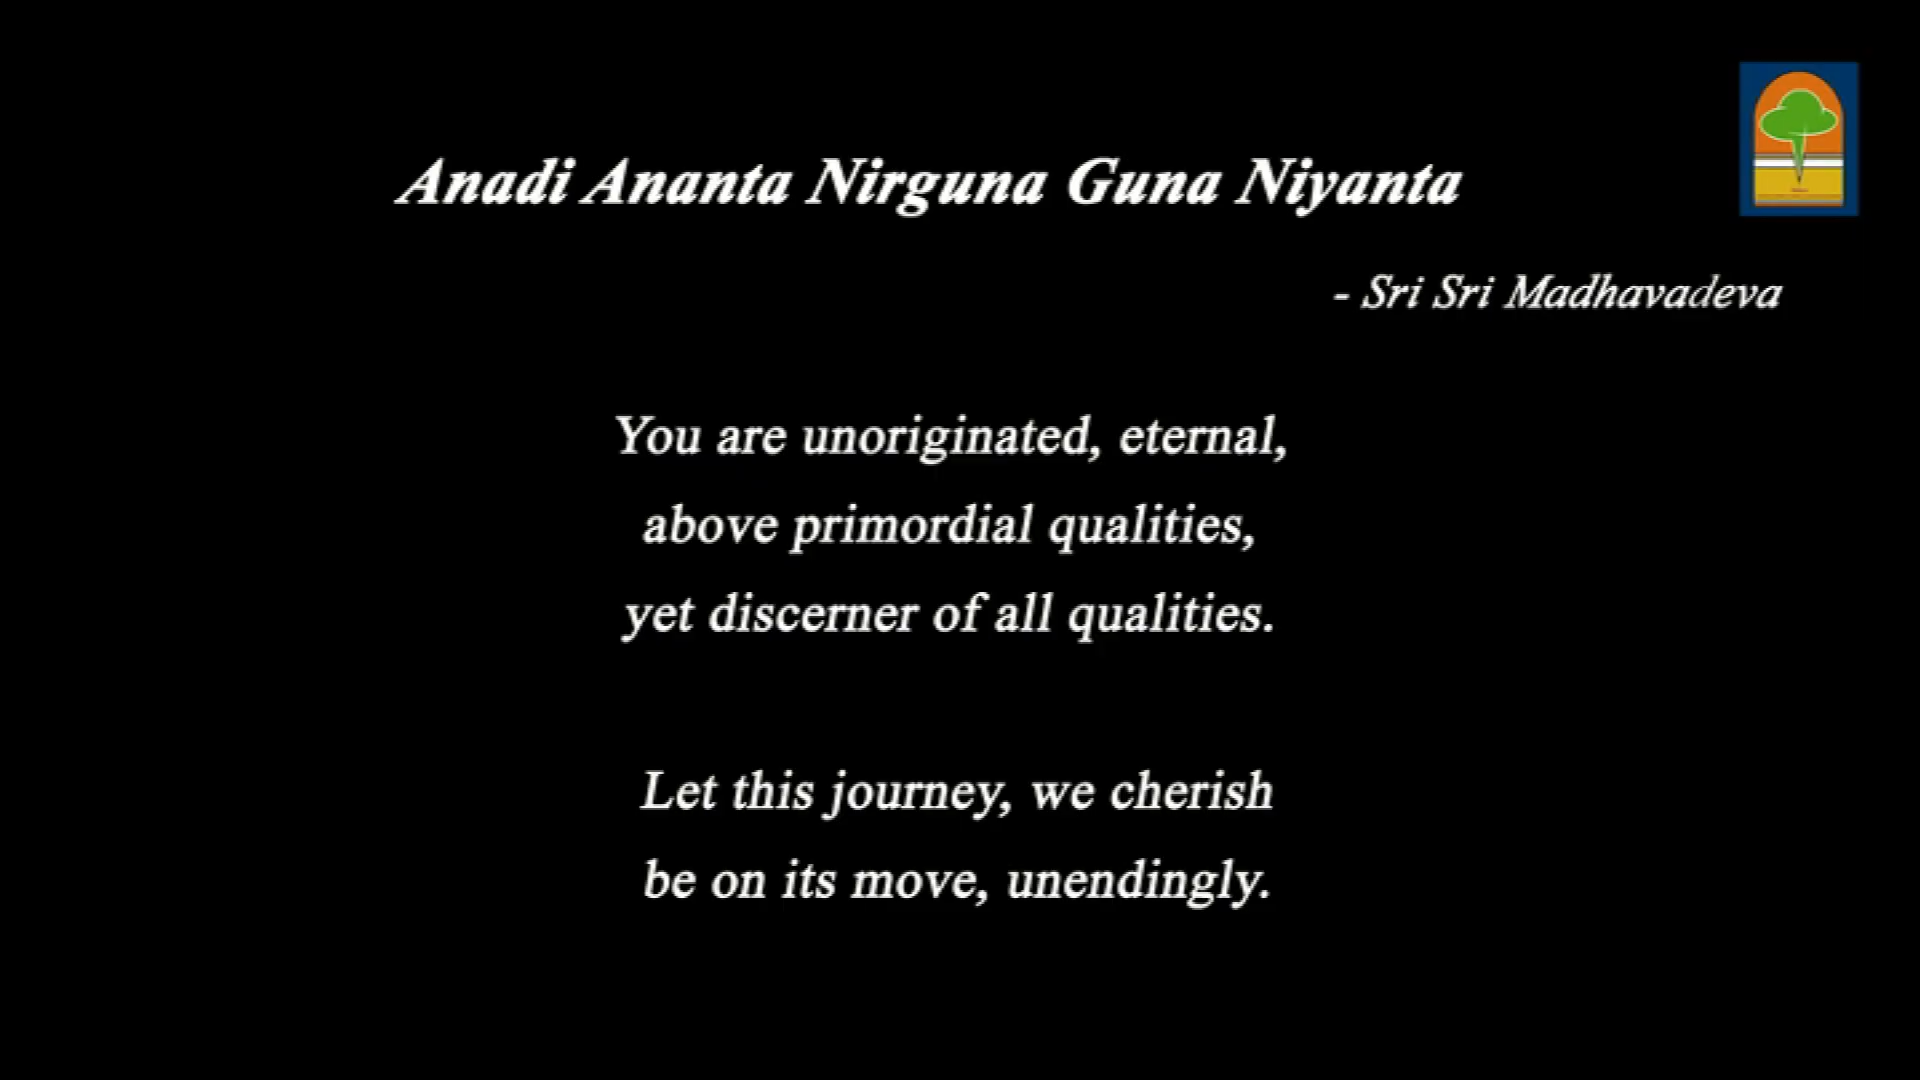 Anadi Ananta Nirguna Guna Niyanta
- Sri Sri Madhavadeva
You are unoriginated, eternal,
above primordial qualities,
yet discerner of all qualities.
Let this journey, we cherish
be on its move, unendingly.